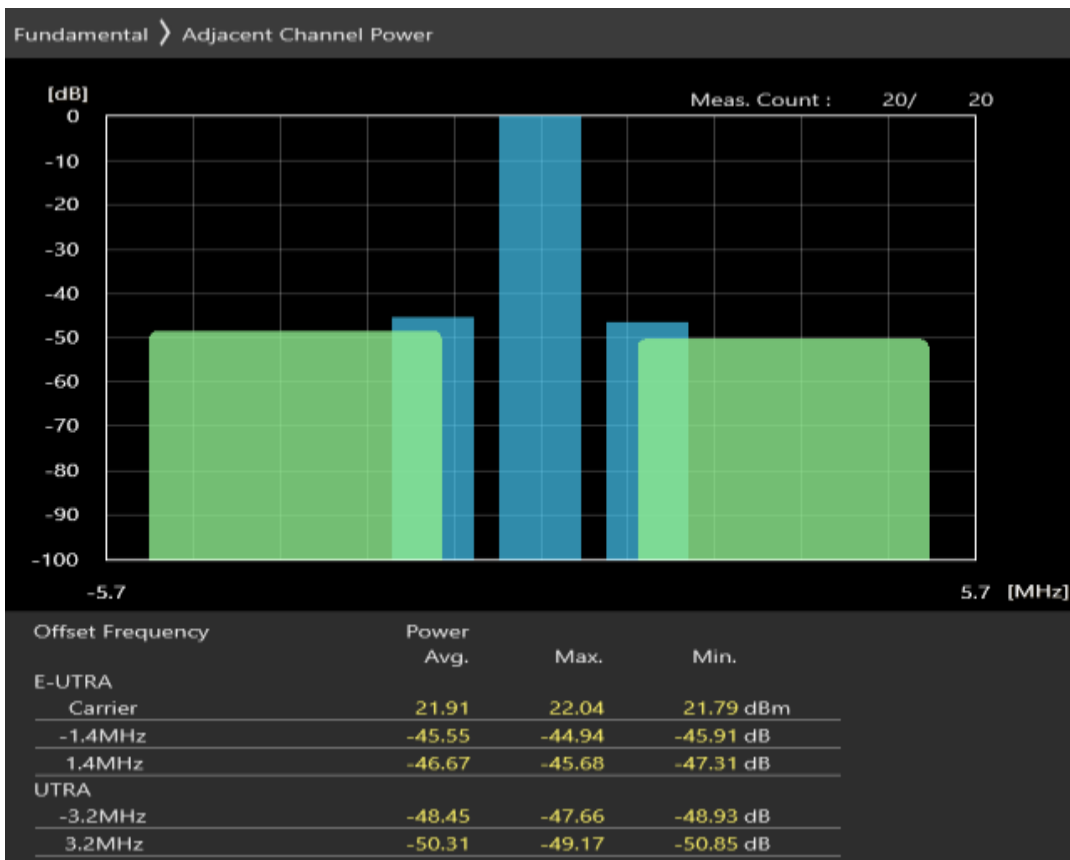 Fundamental 〉 Adjacent Channel Power
[dB]
Meas. Count : 20/ 20
0
-10
-20
-30
-40
-50
-60
-70
-80
-90
-100
-5.7 5.7 [MHz]
Offset Frequency Power
Avg. Max. Min.
E-UTRA
Carrier 21.91 22.04 21.79 dBm
-1.4MHz -45.55 -44.94 -45.91 dB
1.4MHz -46.67 -45.68 -47.31 dB
UTRA
-3.2MHz -48.45 -47.66 -48.93 dB
3.2MHz -50.31 -49.17 -50.85 dB